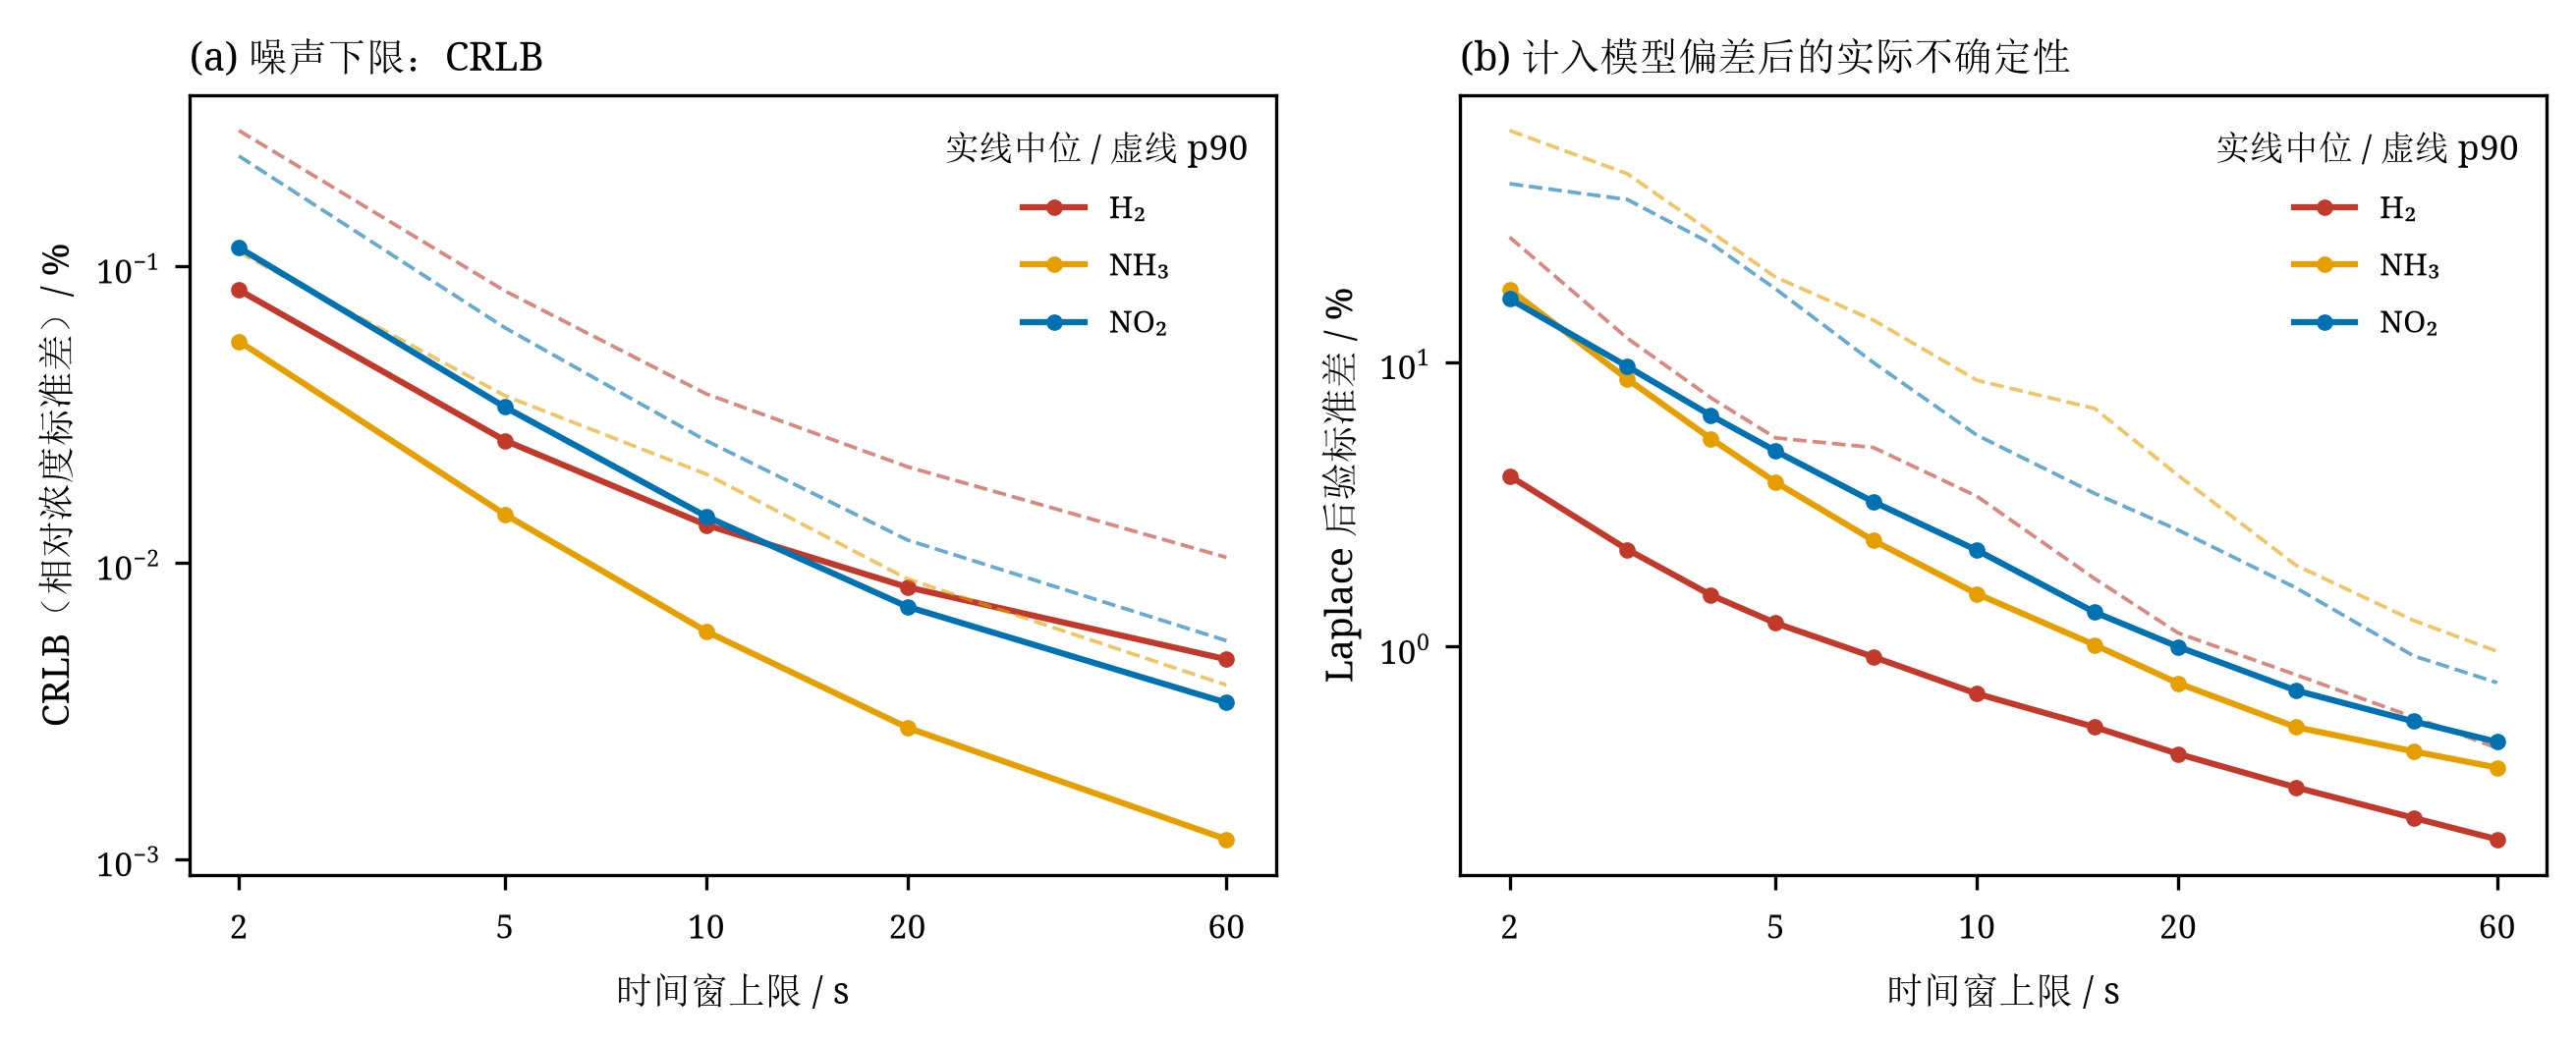 (a) 噪声下限：CRLB
CRLB（相对浓度标准差）/ %
10⁻¹
10⁻²
10⁻³
实线中位 / 虚线 p90
H₂
NH₃
NO₂
2 5 10 20 60
时间窗上限 / s
(b) 计入模型偏差后的实际不确定性
Laplace 后验标准差 / %
10¹
10⁰
实线中位 / 虚线 p90
H₂
NH₃
NO₂
2 5 10 20 60
时间窗上限 / s